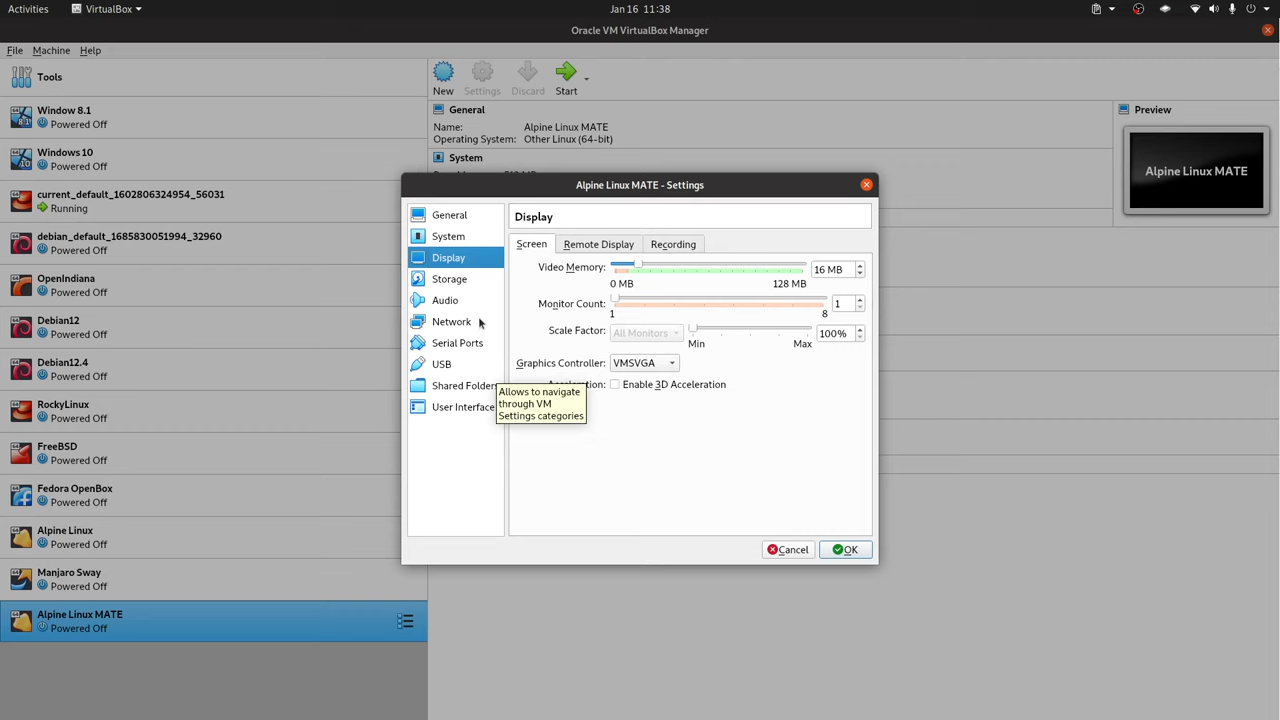 Activities
VirtualBox
Jan 16 11:38
Oracle VM VirtualBox Manager
File Machine Help
Tools
New
Settings
Discard
Start
General
Name: Alpine Linux MATE
Operating System: Other Linux (64-bit)
System
Preview
Alpine Linux MATE
Window 8.1
Powered Off
Windows 10
Powered Off
current_default_1602806324954_56031
Running
debian_default_1685830051994_32960
Powered Off
OpenIndiana
Powered Off
Debian12
Powered Off
Debian12.4
Powered Off
RockyLinux
Powered Off
FreeBSD
Powered Off
Fedora OpenBox
Powered Off
Alpine Linux
Powered Off
Manjaro Sway
Powered Off
Alpine Linux MATE
Powered Off
Alpine Linux MATE - Settings
General
System
Display
Storage
Audio
Network
Serial Ports
USB
Shared Folders
User Interface
Display
Screen
Remote Display
Recording
Video Memory:
16 MB
0 MB
128 MB
Monitor Count:
1
1
8
Scale Factor:
All Monitors
100%
Min
Max
Graphics Controller:
VMSVGA
Enable 3D Acceleration
Allows to navigate
through VM
Settings categories
Cancel
OK